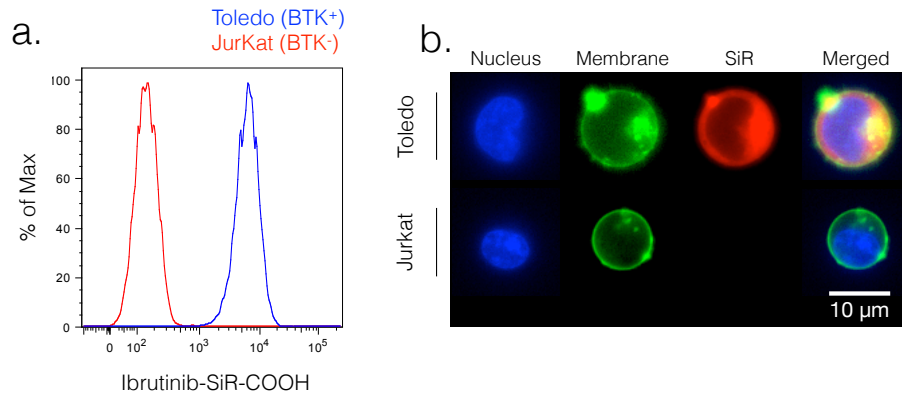 a.
Toledo (BTK⁺)
JurKat (BTK⁻)
% of Max
100
80
60
40
20
0
0 10² 10³ 10⁴ 10⁵
Ibrutinib-SiR-COOH
b.
Nucleus Membrane SiR Merged
Toledo
Jurkat
10 µm